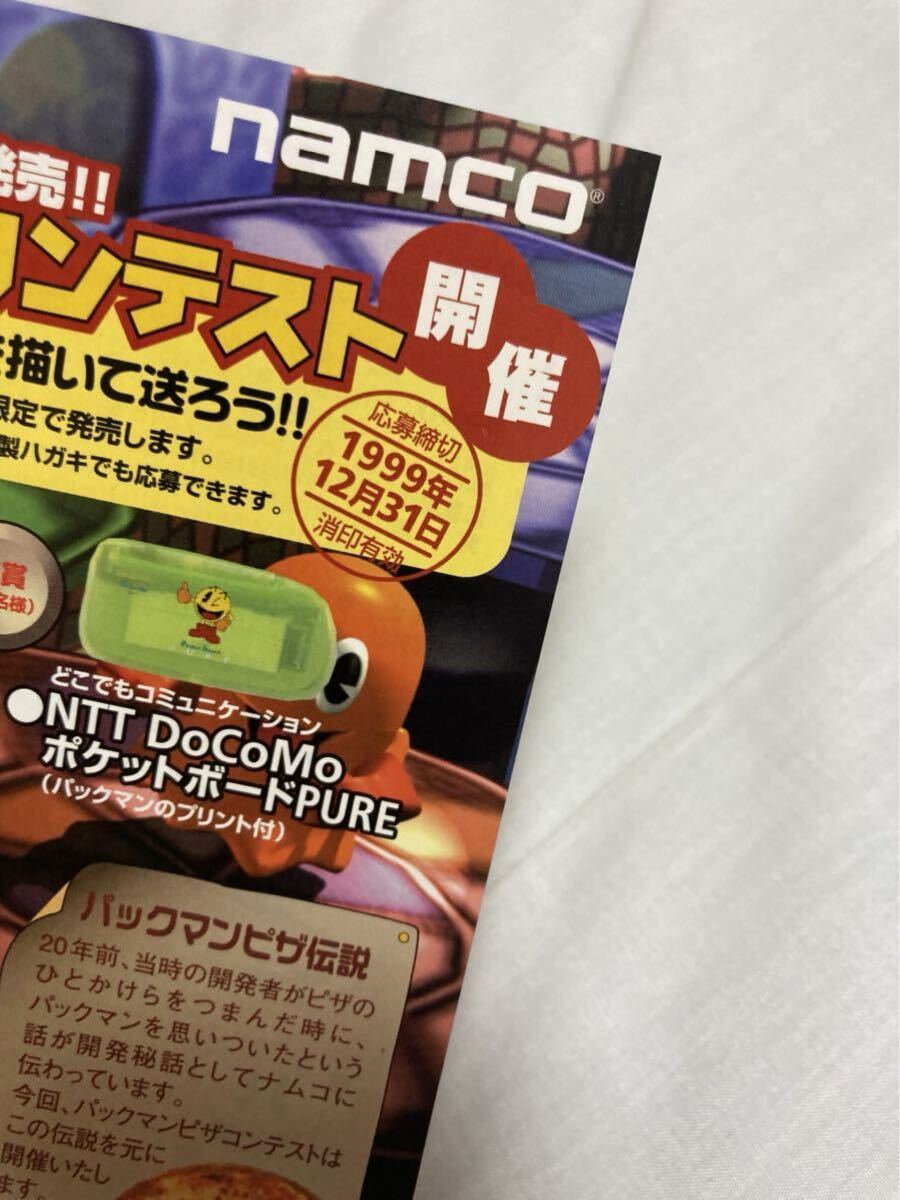 namco®
発売!!
コンテスト
開催
を描いて送ろう!!
限定で発売します。
製ハガキでも応募できます。
応募締切
1999年
12月31日
消印有効
賞
名様)
どこでもコミュニケーション
●NTT DoCoMo
ポケットボードPURE
(パックマンのプリント付)
パックマンピザ伝説
20年前、当時の開発者がピザの
ひとかけらをつまんだ時に、
パックマンを思いついたという
話が開発秘話としてナムコに
伝わっています。
今回、パックマンピザコンテストは
この伝説を元に
開催いたし
ます。